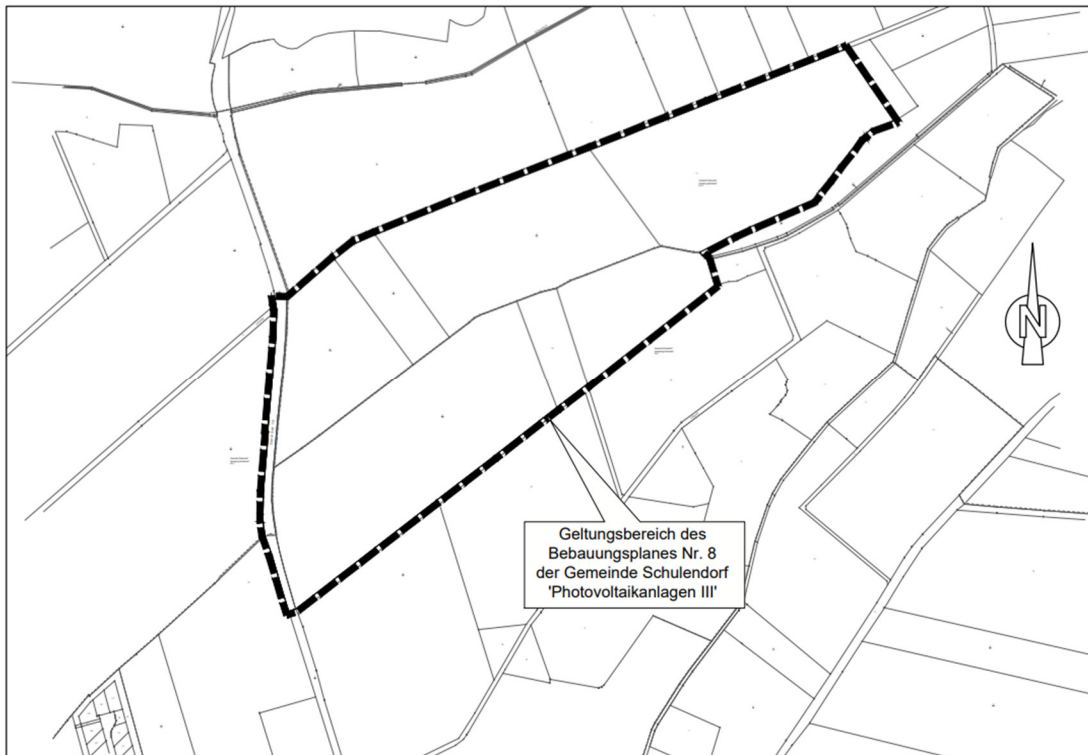 N
Geltungsbereich des
Bebauungsplanes Nr. 8
der Gemeinde Schulendorf
'Photovoltaikanlagen III'